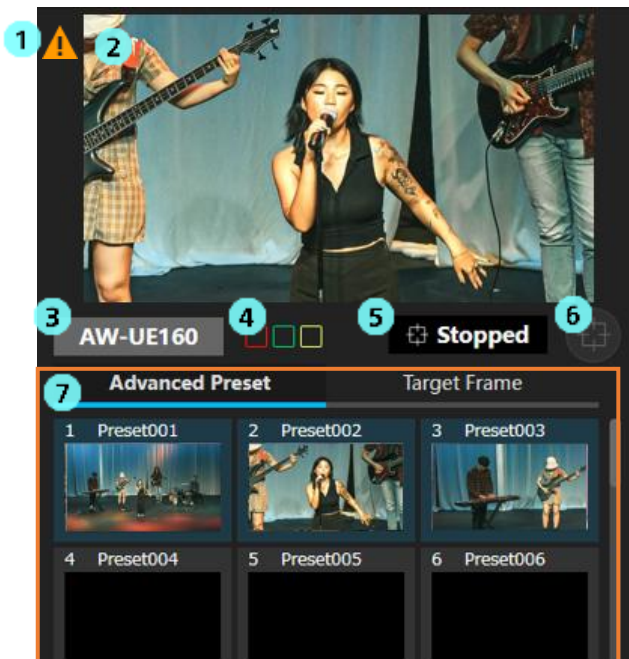 1
2
3 AW-UE160 4 5 Stopped 6
7 Advanced Preset Target Frame
1 Preset001 2 Preset002 3 Preset003
4 Preset004 5 Preset005 6 Preset006